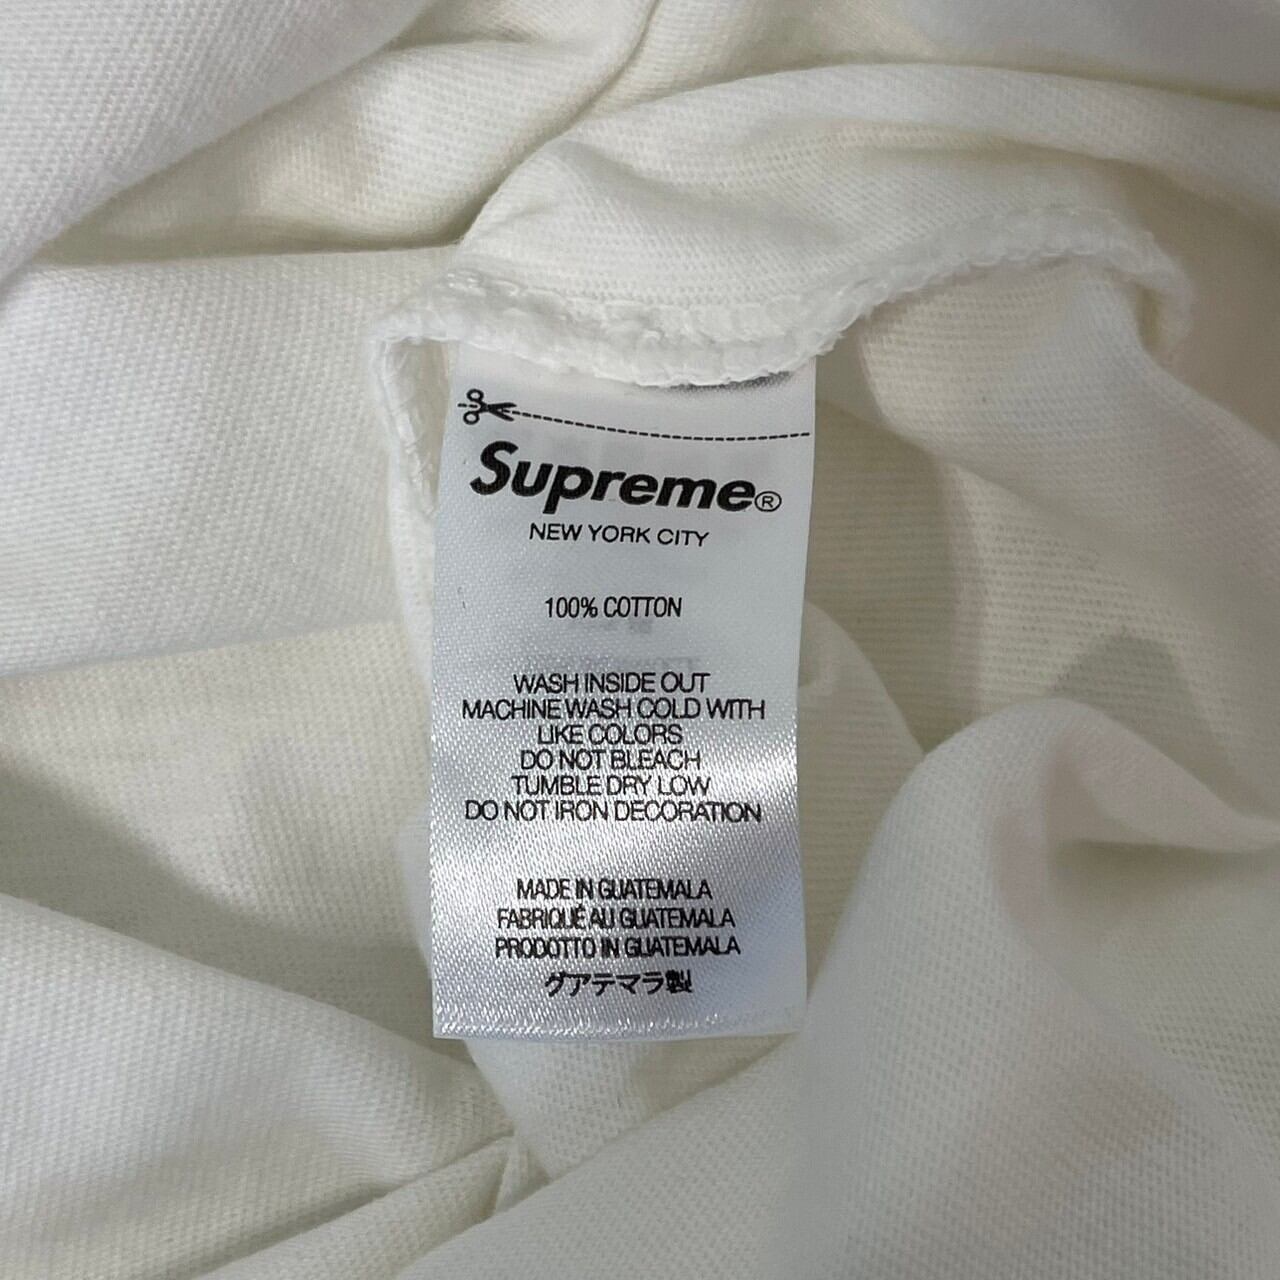 Supreme®
NEW YORK CITY
100% COTTON
WASH INSIDE OUT
MACHINE WASH COLD WITH
LIKE COLORS
DO NOT BLEACH
TUMBLE DRY LOW
DO NOT IRON DECORATION
MADE IN GUATEMALA
FABRIQUÉ AU GUATEMALA
PRODOTTO IN GUATEMALA
グアテマラ製